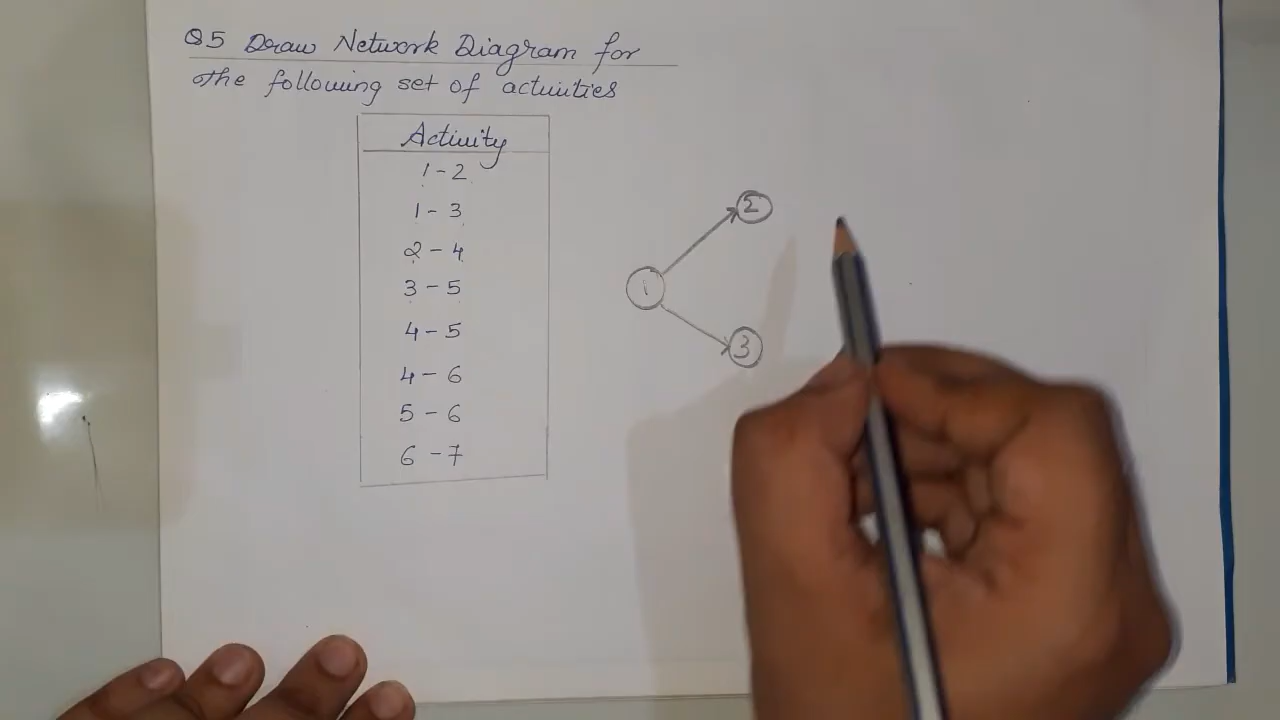 Q5 Draw Network Diagram for
the following set of activities
Activity
1 - 2
1 - 3
2 - 4
3 - 5
4 - 5
4 - 6
5 - 6
6 - 7
2
1
3